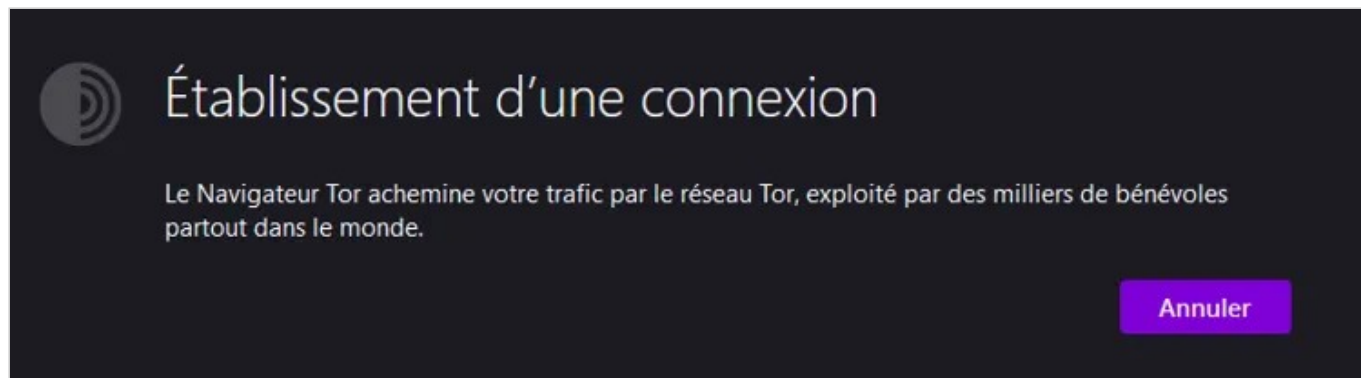 Établissement d’une connexion
Le Navigateur Tor achemine votre trafic par le réseau Tor, exploité par des milliers de bénévoles
partout dans le monde.
Annuler